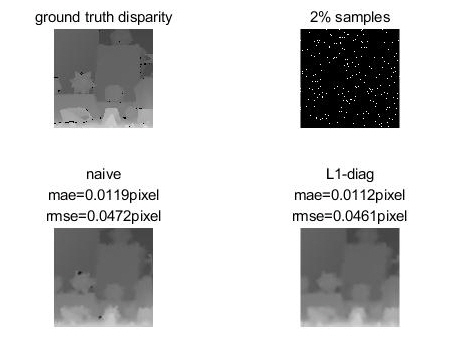 ground truth disparity
2% samples
naive
mae=0.0119pixel
rmse=0.0472pixel
L1-diag
mae=0.0112pixel
rmse=0.0461pixel